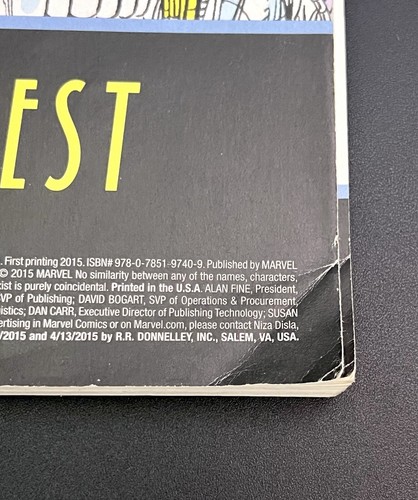 EST
. First printing 2015. ISBN# 978-0-7851-9740-9. Published by MARVEL
© 2015 MARVEL No similarity between any of the names, characters,
is purely coincidental. Printed in the U.S.A. ALAN FINE, President,
VP of Publishing; DAVID BOGART, SVP of Operations & Procurement,
DAN CARR, Executive Director of Publishing Technology; SUSAN
in Marvel Comics or on Marvel.com, please contact Niza Disla,
/2015 and 4/13/2015 by R.R. DONNELLEY, INC., SALEM, VA, USA.